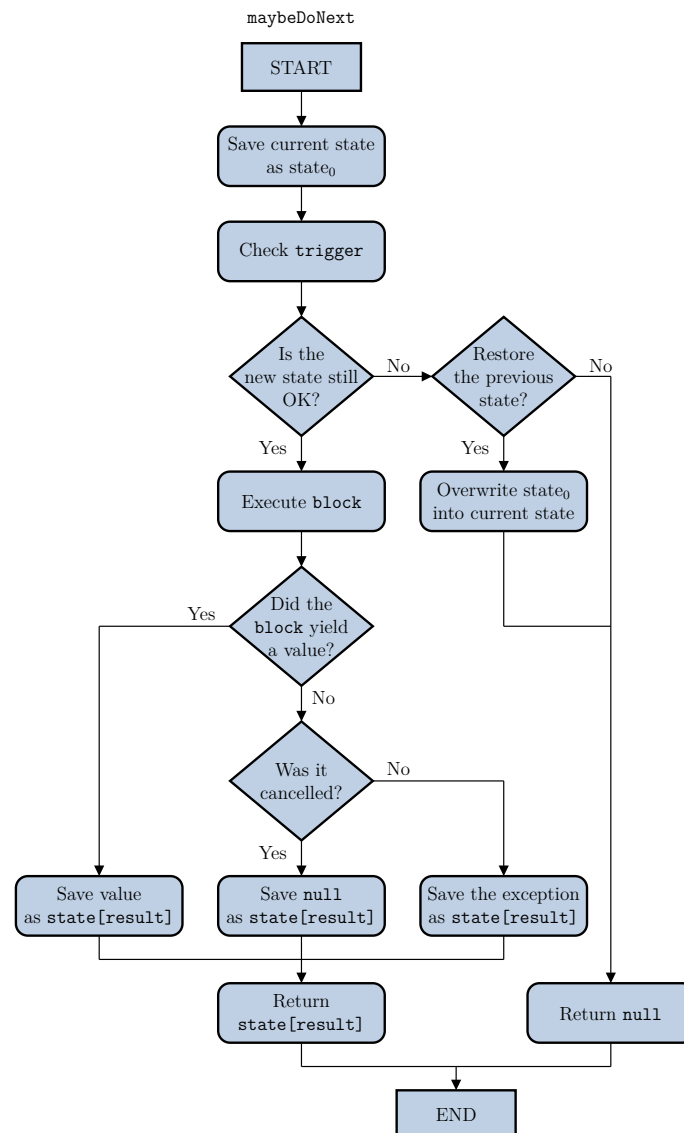 maybeDoNext
START
Save current state
as state₀
Check trigger
Is the
new state still
OK?
No
Restore
the previous
state?
No
Yes
Yes
Execute block
Overwrite state₀
into current state
Yes
Did the
block yield
a value?
No
Was it
cancelled?
No
Yes
Save value
as state[result]
Save null
as state[result]
Save the exception
as state[result]
Return
state[result]
Return null
END